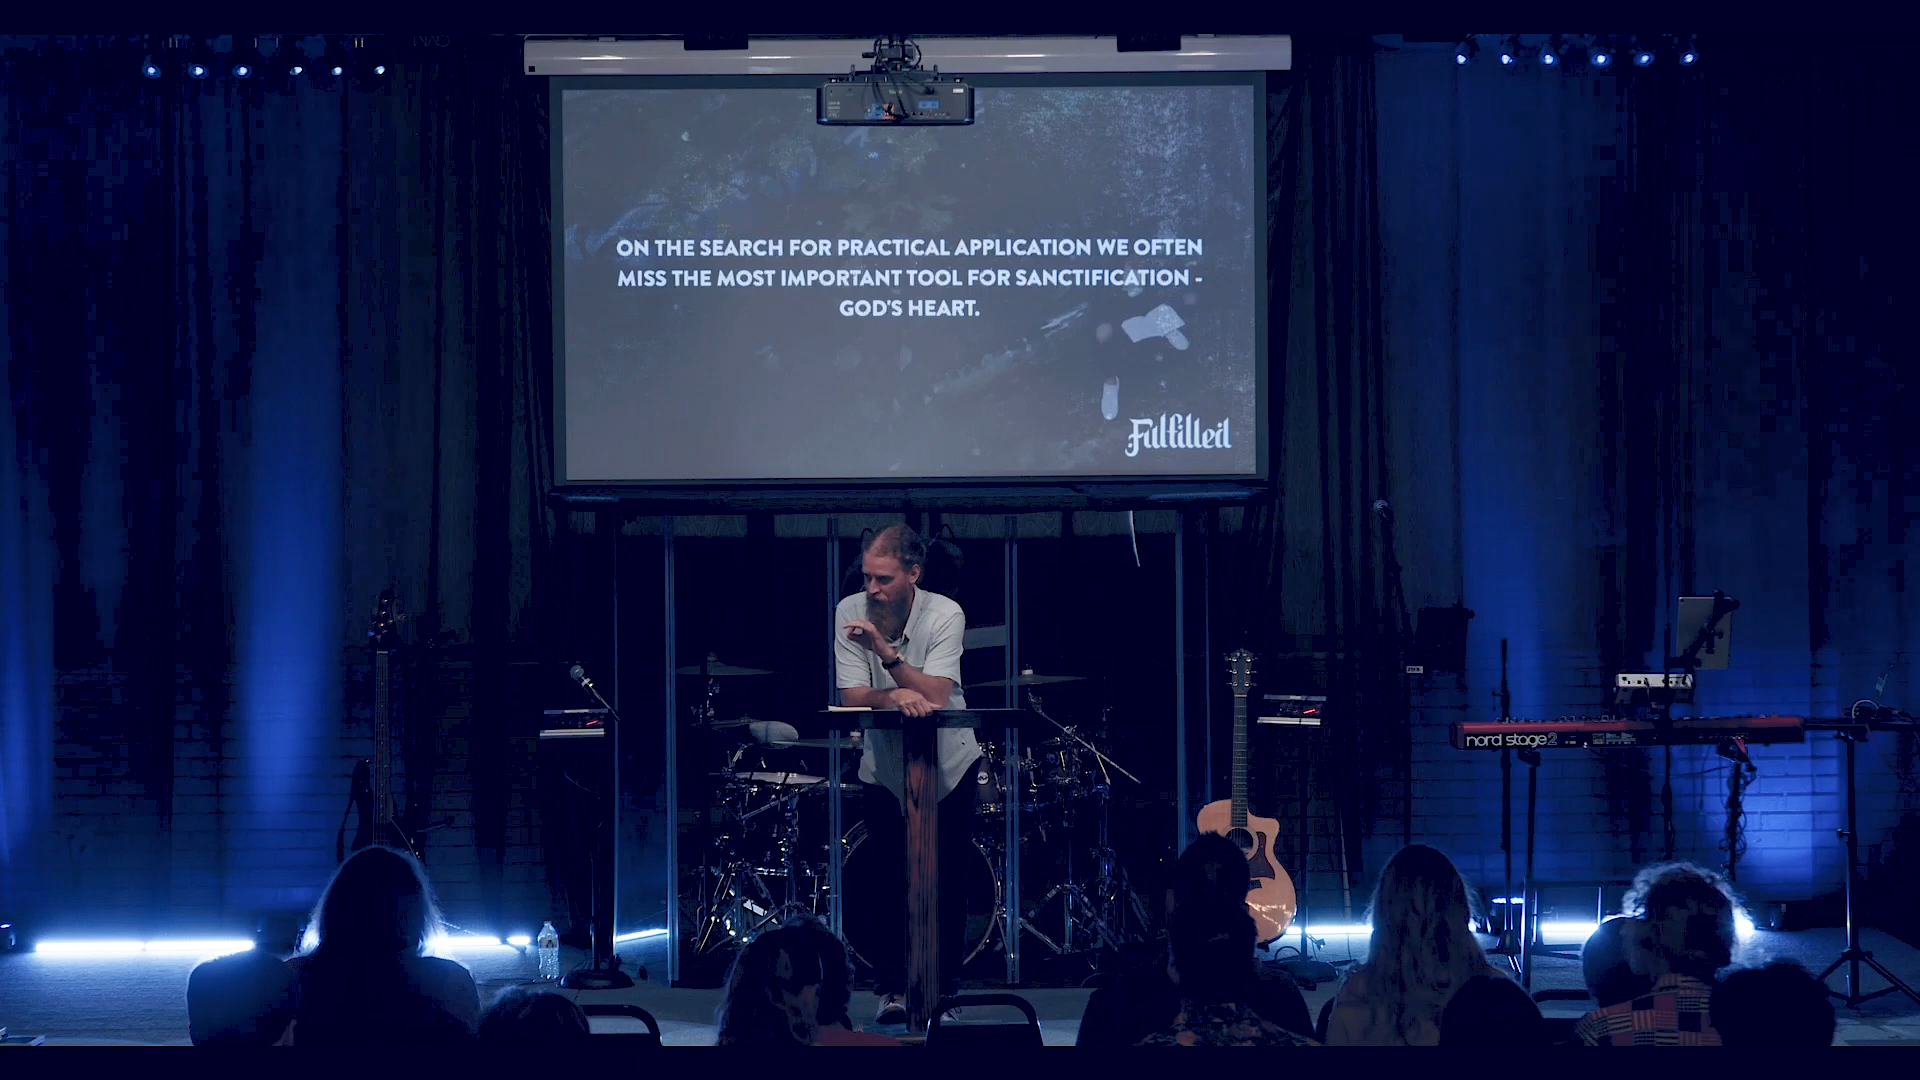 ON THE SEARCH FOR PRACTICAL APPLICATION WE OFTEN
MISS THE MOST IMPORTANT TOOL FOR SANCTIFICATION -
GOD'S HEART.
Fulfilled
nord stage2